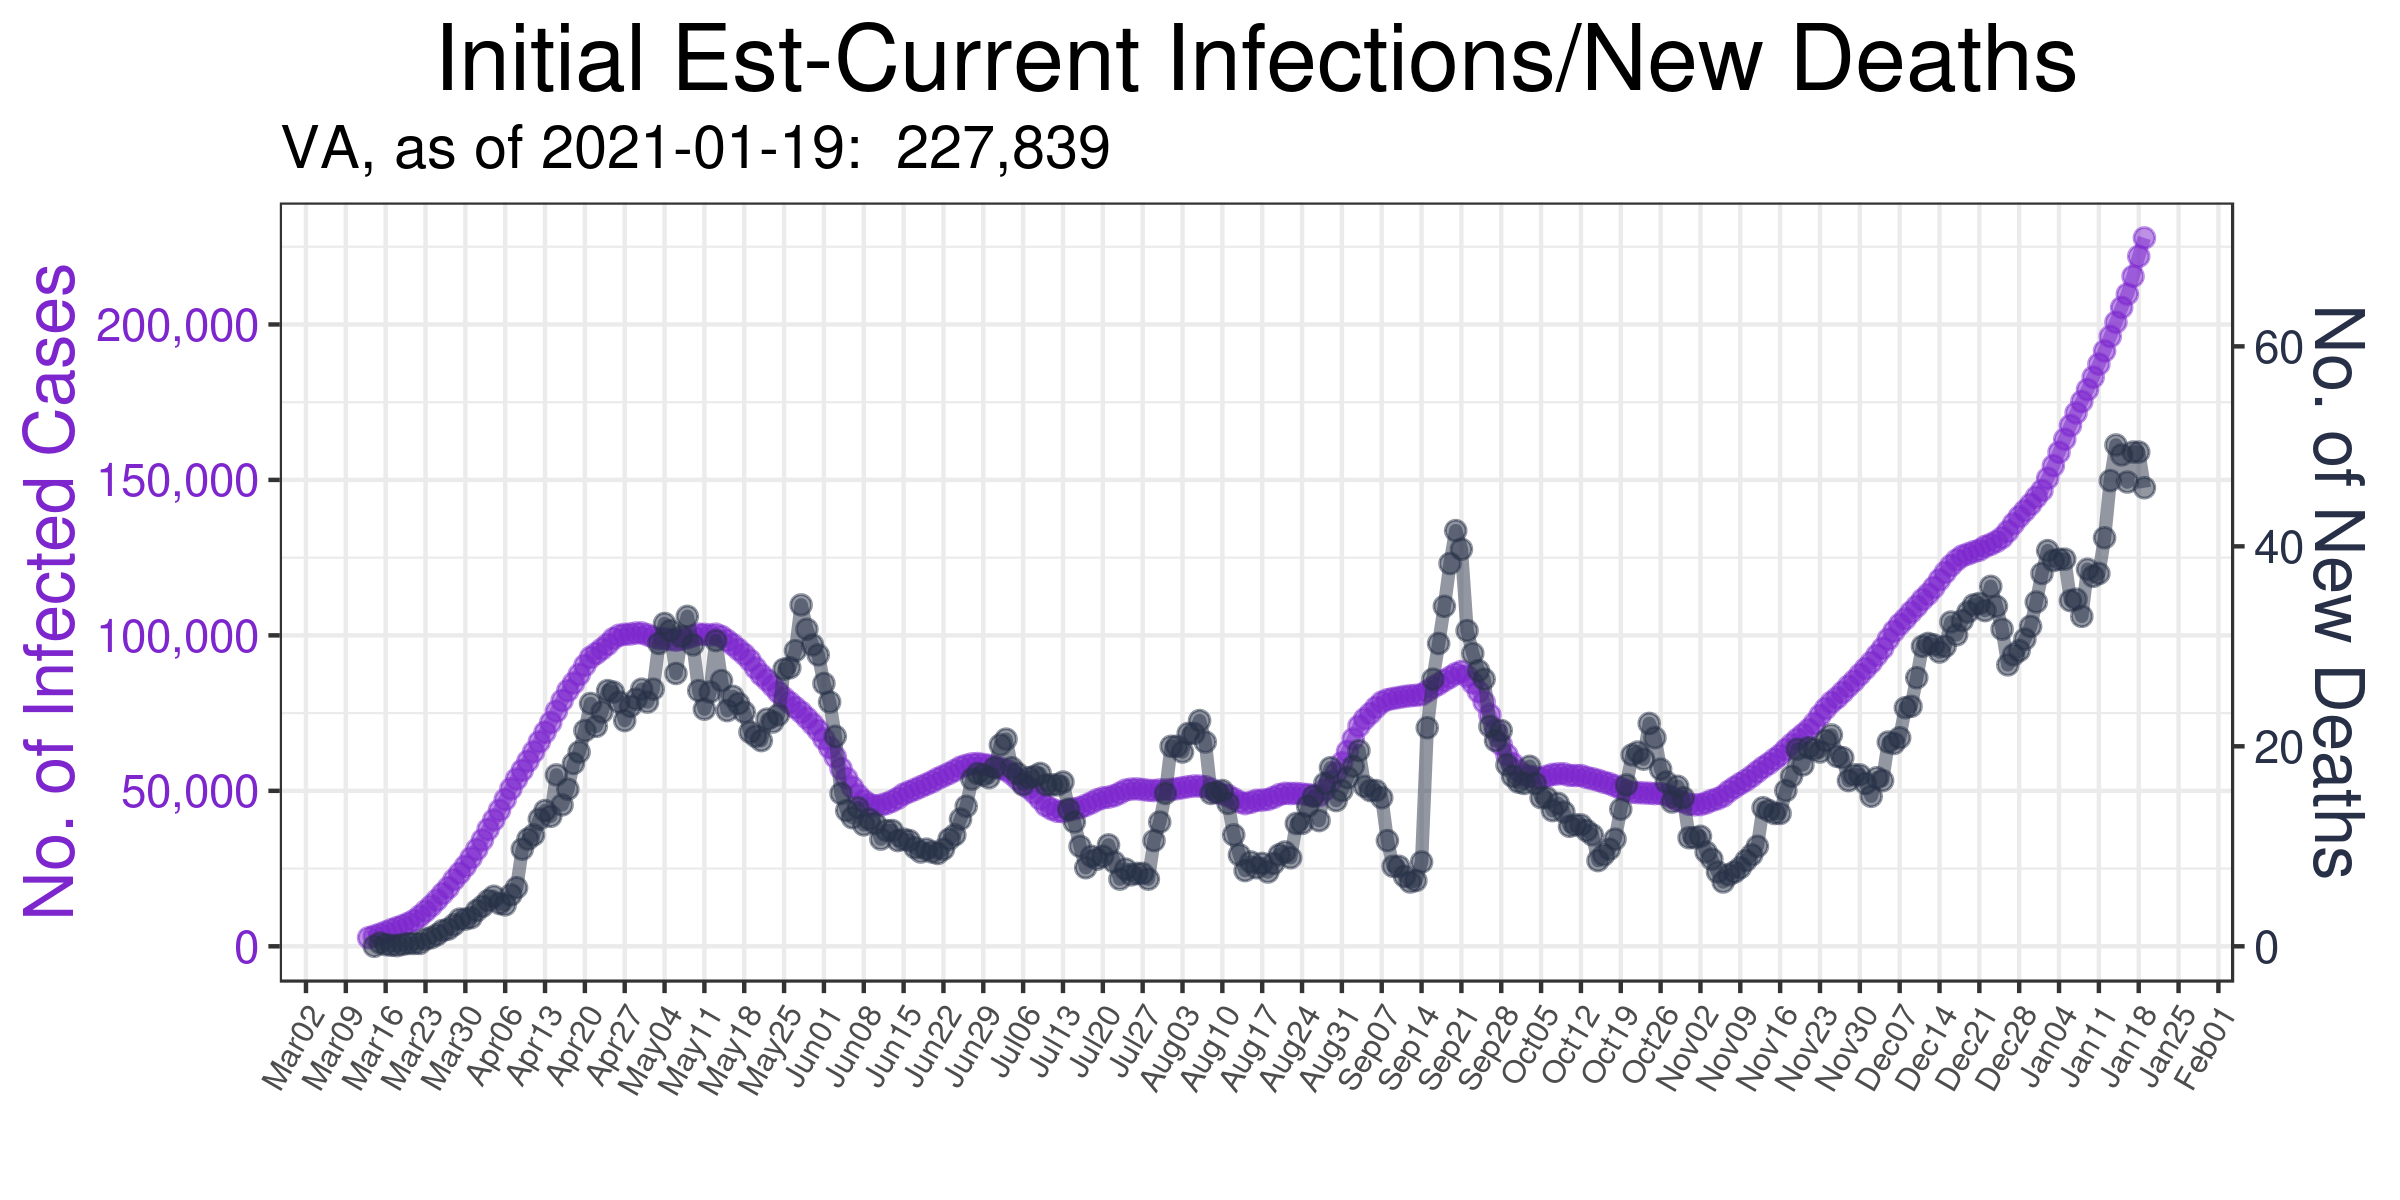 Initial Est-Current Infections/New Deaths
VA, as of 2021-01-19:  227,839
No. of Infected Cases
200,000
150,000
100,000
50,000
0
60
40
20
0
No. of New Deaths
Mar02
Mar09
Mar16
Mar23
Mar30
Apr06
Apr13
Apr20
Apr27
May04
May11
May18
May25
Jun01
Jun08
Jun15
Jun22
Jun29
Jul06
Jul13
Jul20
Jul27
Aug03
Aug10
Aug17
Aug24
Aug31
Sep07
Sep14
Sep21
Sep28
Oct05
Oct12
Oct19
Oct26
Nov02
Nov09
Nov16
Nov23
Nov30
Dec07
Dec14
Dec21
Dec28
Jan04
Jan11
Jan18
Jan25
Feb01